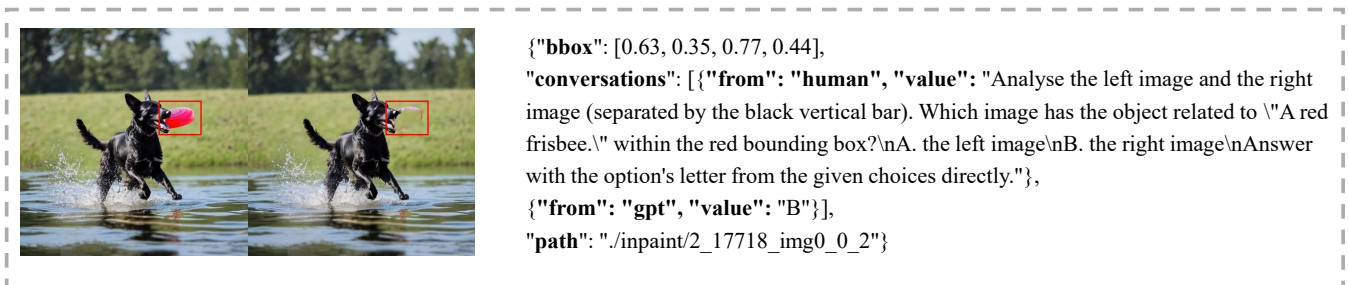 {"bbox": [0.63, 0.35, 0.77, 0.44],
"conversations": [{"from": "human", "value": "Analyse the left image and the right
image (separated by the black vertical bar). Which image has the object related to \"A red
frisbee.\" within the red bounding box?\nA. the left image\nB. the right image\nAnswer
with the option's letter from the given choices directly."},
{"from": "gpt", "value": "B"}],
"path": "./inpaint/2_17718_img0_0_2"}